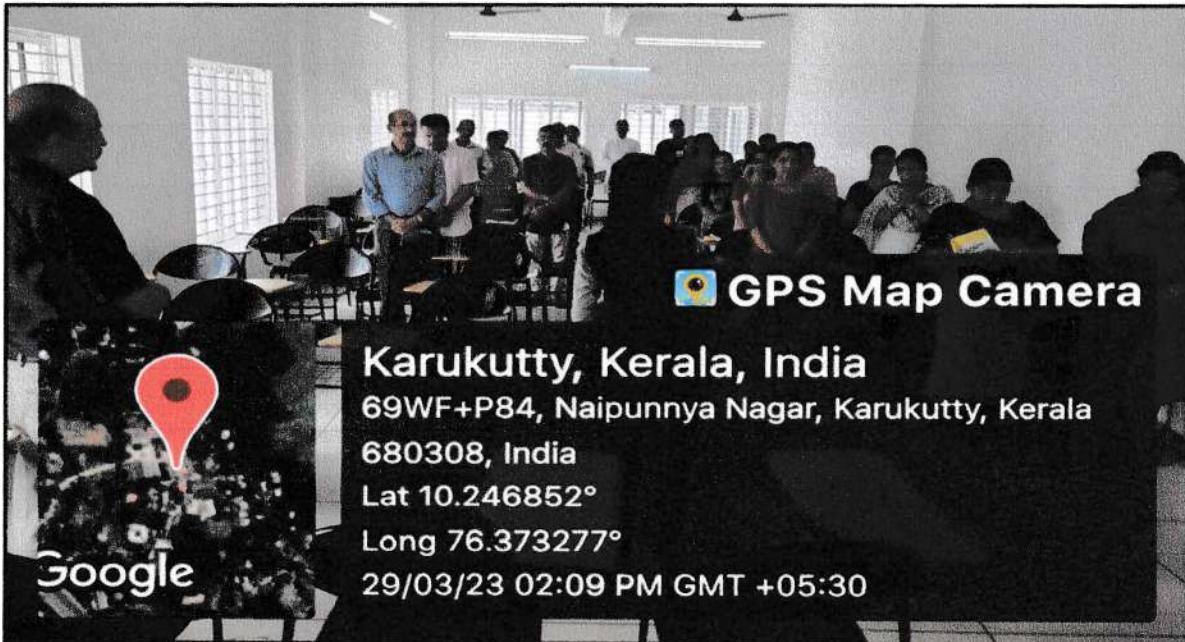 GPS Map Camera
Karukutty, Kerala, India
69WF+P84, Naipunnya Nagar, Karukutty, Kerala
680308, India
Lat 10.246852°
Long 76.373277°
29/03/23 02:09 PM GMT +05:30
Google